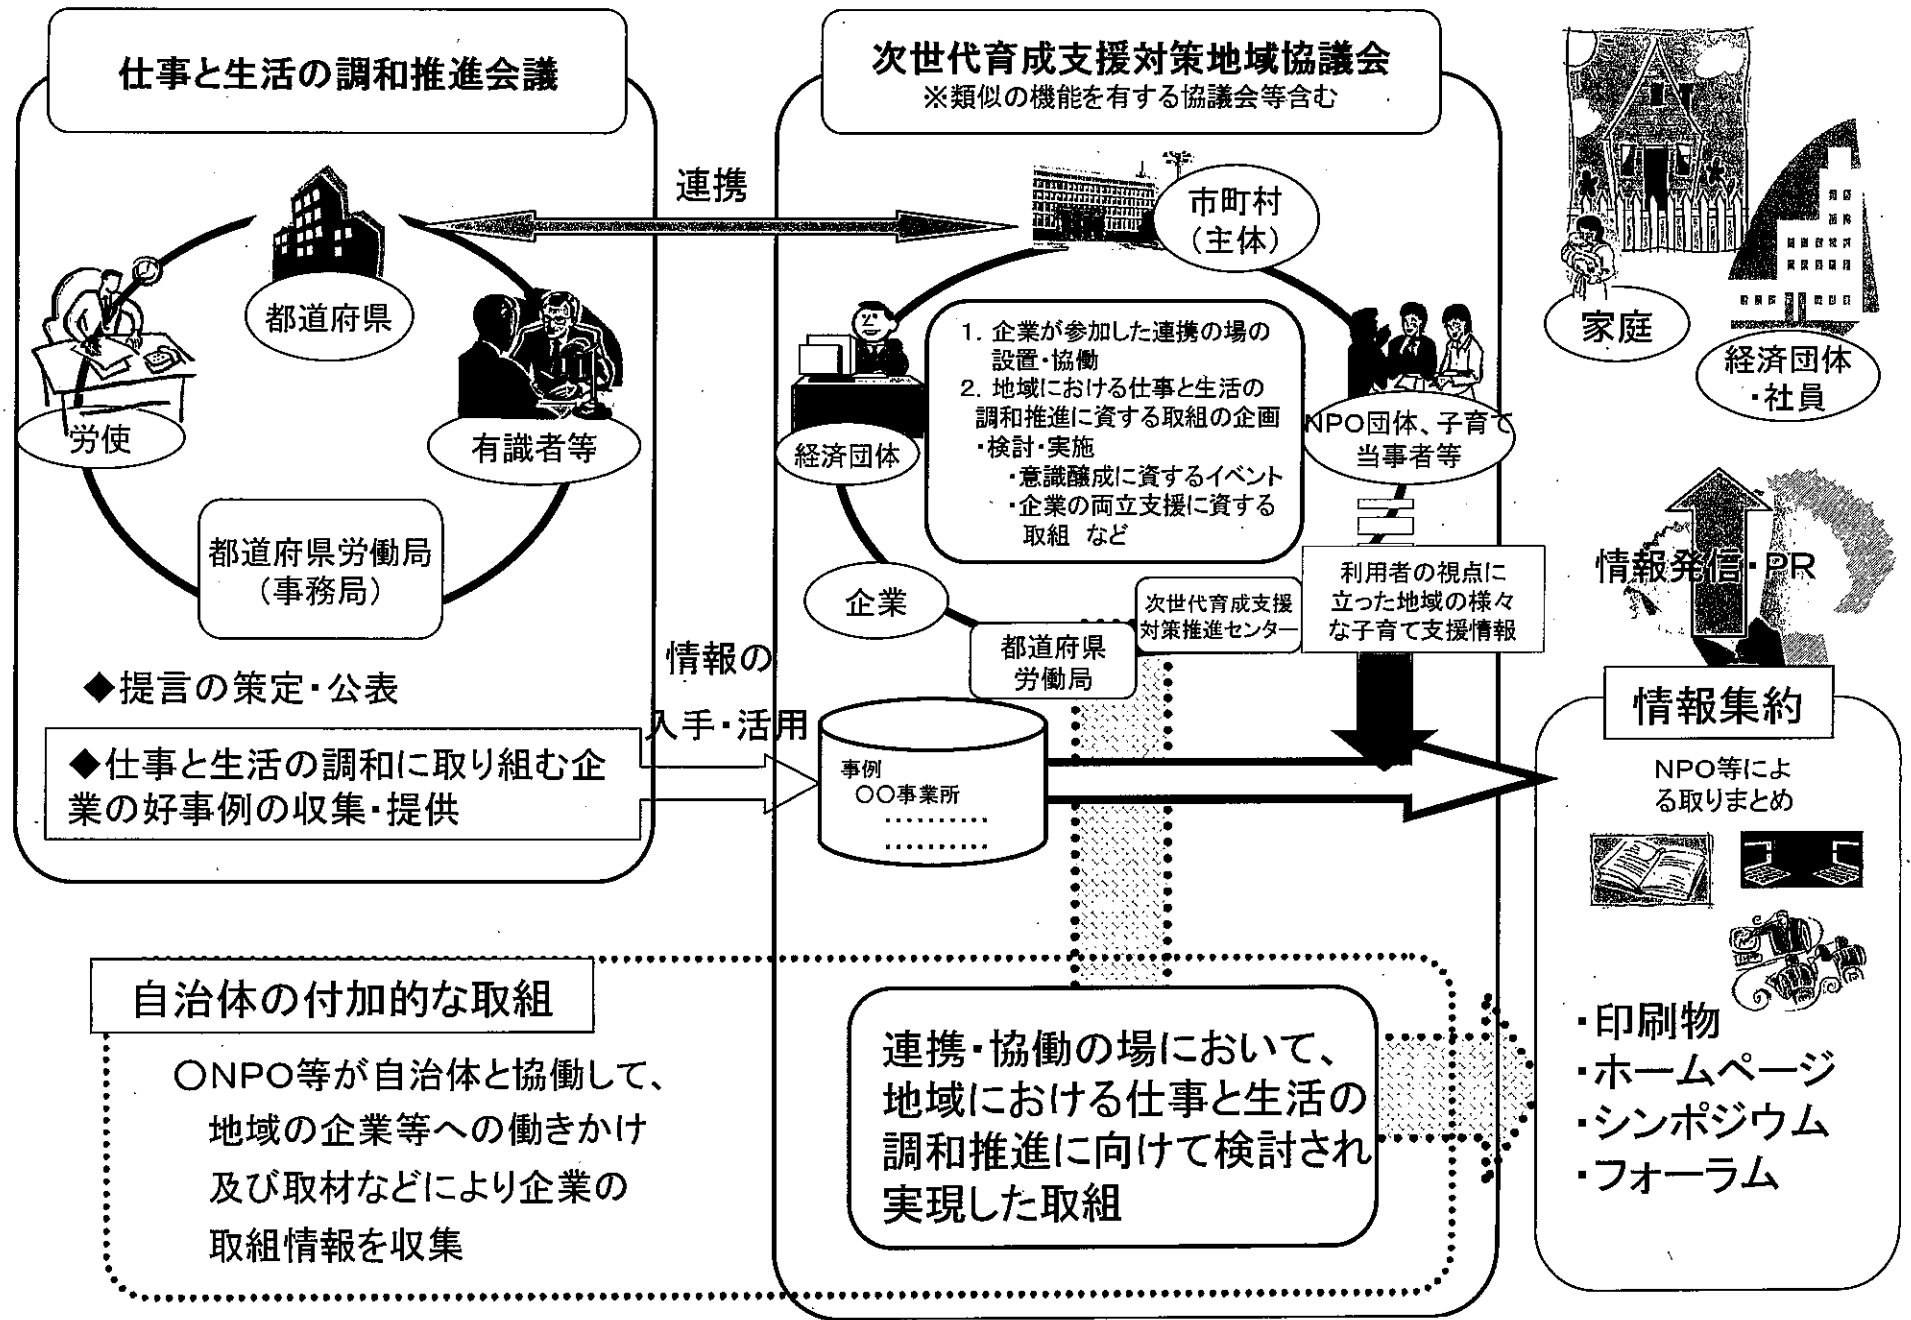 仕事と生活の調和推進会議
都道府県
労使
有識者等
都道府県労働局
（事務局）
◆提言の策定・公表
◆仕事と生活の調和に取り組む企
業の好事例の収集・提供
連携
情報の
入手・活用
次世代育成支援対策地域協議会
※類似の機能を有する協議会等含む
市町村
（主体）
1. 企業が参加した連携の場の
設置・協働
2. 地域における仕事と生活の
調和推進に資する取組の企画
・検討・実施
・意識醸成に資するイベント
・企業の両立支援に資する
取組 など
経済団体
NPO団体、子育て
当事者等
企業
都道府県
労働局
次世代育成支援
対策推進センター
利用者の視点に
立った地域の様々
な子育て支援情報
事例
○○事業所
‥‥‥‥‥
‥‥‥‥‥
家庭
経済団体
・社員
情報発信・PR
情報集約
NPO等によ
る取りまとめ
・印刷物
・ホームページ
・シンポジウム
・フォーラム
自治体の付加的な取組
○NPO等が自治体と協働して、
地域の企業等への働きかけ
及び取材などにより企業の
取組情報を収集
連携・協働の場において、
地域における仕事と生活の
調和推進に向けて検討され
実現した取組